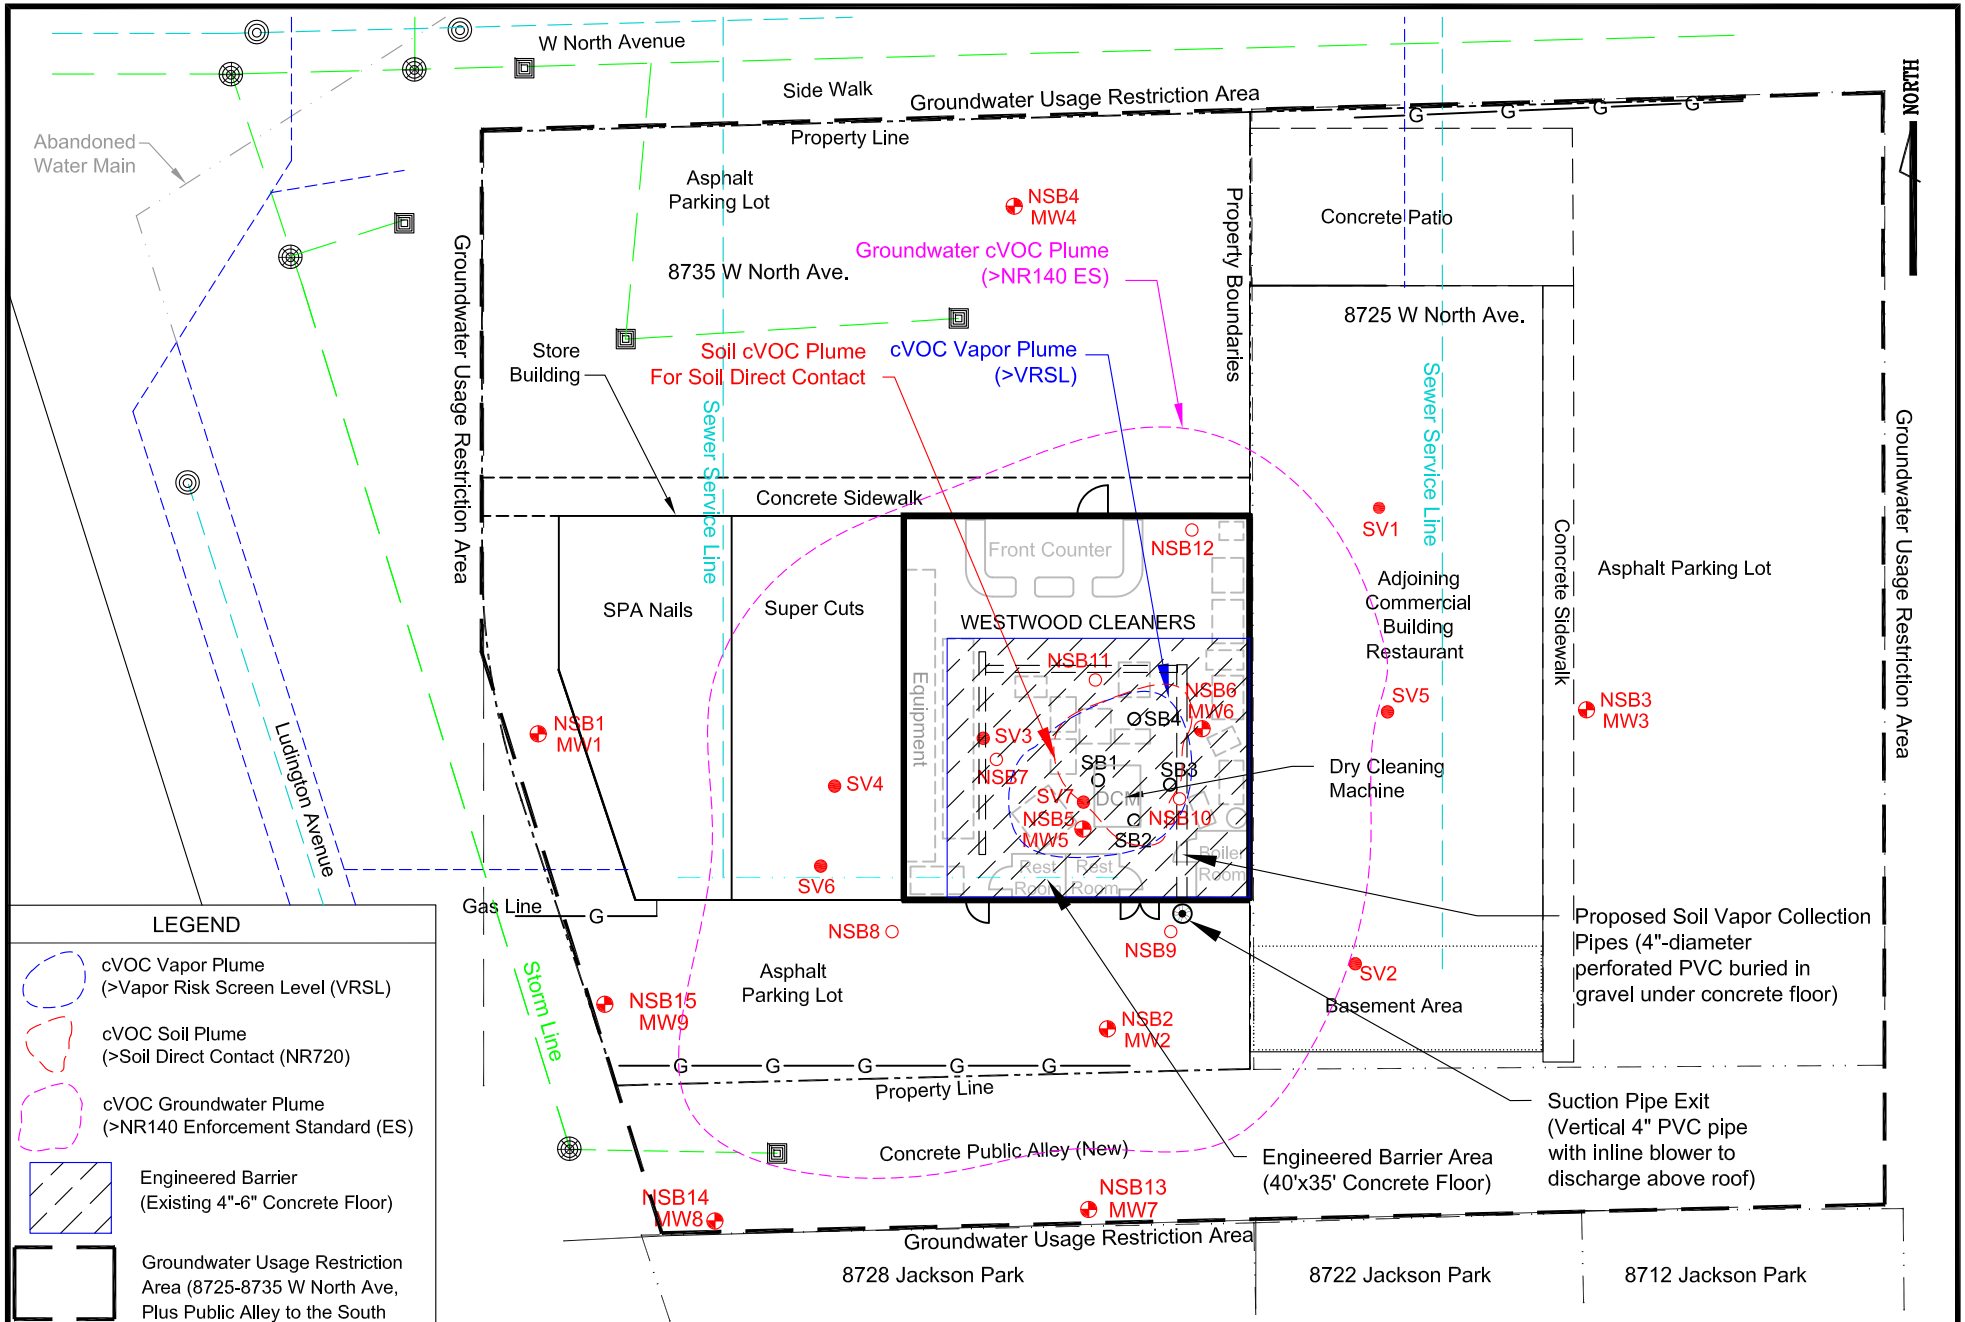 W North Avenue
Side Walk
Groundwater Usage Restriction Area
Property Line
NORTH
Abandoned
Water Main
Asphalt
Parking Lot
NSB4
MW4
Groundwater cVOC Plume
(>NR140 ES)
8735 W North Ave.
Property Boundaries
G
G
G
G
Concrete Patio
8725 W North Ave.
Groundwater Usage Restriction Area
Store
Building
Soil cVOC Plume
For Soil Direct Contact
cVOC Vapor Plume
(>VRSL)
Sewer Service Line
Sewer Service Line
Groundwater Usage Restriction Area
Concrete Sidewalk
SV1
Front Counter
NSB12
SPA Nails
Super Cuts
WESTWOOD CLEANERS
Adjoining
Commercial
Building
Restaurant
Concrete Sidewalk
Asphalt Parking Lot
Equipment
NSB11
NSB6
MW6
SB4
SV5
NSB3
MW3
NSB1
MW1
SV3
NSB7
SB1
SB3
SV4
SV7
DCM
NSB5
MW5
NSB10
SB2
Dry Cleaning
Machine
Ludington Avenue
SV6
Rest
Room
Rest
Room
Boiler
Room
Gas Line
G
NSB8
NSB9
Proposed Soil Vapor Collection
Pipes (4"-diameter
perforated PVC buried in
gravel under concrete floor)
Storm Line
Asphalt
Parking Lot
SV2
Basement Area
NSB15
MW9
NSB2
MW2
G
G
G
G
G
Property Line
Suction Pipe Exit
(Vertical 4" PVC pipe
with inline blower to
discharge above roof)
Concrete Public Alley (New)
Engineered Barrier Area
(40'x35' Concrete Floor)
NSB14
MW8
NSB13
MW7
Groundwater Usage Restriction Area
8728 Jackson Park
8722 Jackson Park
8712 Jackson Park
LEGEND
cVOC Vapor Plume
(>Vapor Risk Screen Level (VRSL)
cVOC Soil Plume
(>Soil Direct Contact (NR720)
cVOC Groundwater Plume
(>NR140 Enforcement Standard (ES)
Engineered Barrier
(Existing 4"-6" Concrete Floor)
Groundwater Usage Restriction
Area (8725-8735 W North Ave,
Plus Public Alley to the South